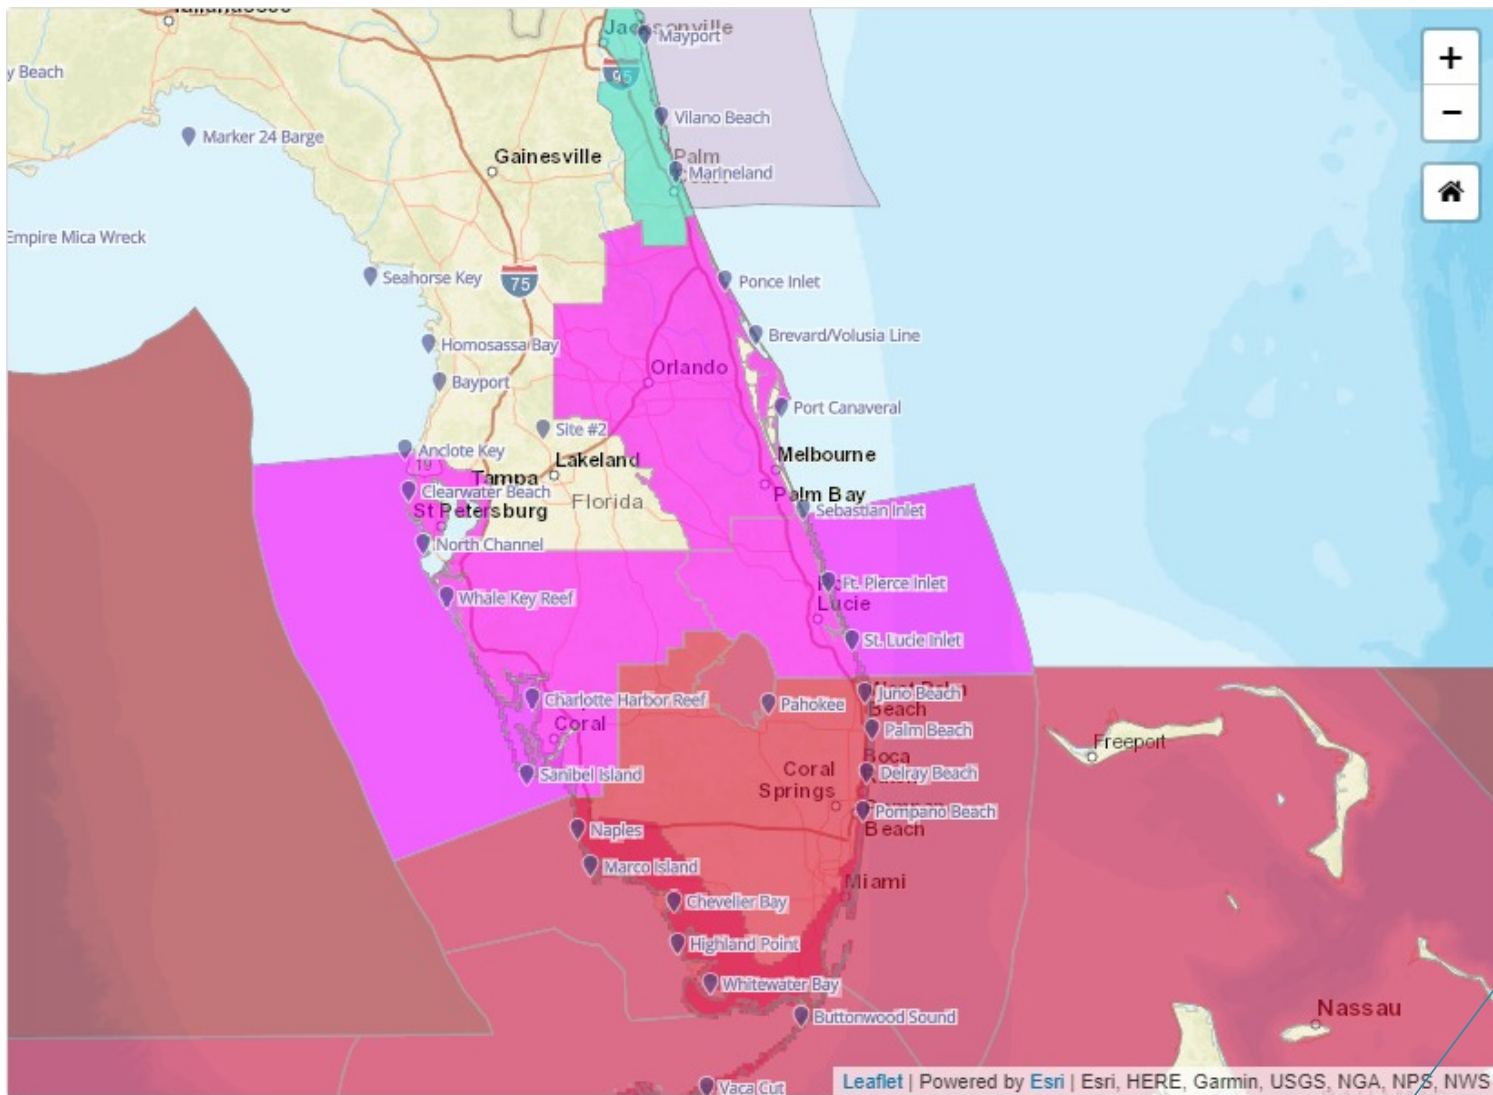 Jacksonville
Mayport
95
y Beach
Vilano Beach
Marker 24 Barge
Gainesville
Palm
Marineland
Empire Mica Wreck
Seahorse Key
75
Ponce Inlet
Brevard/Volusia Line
Homosassa Bay
Orlando
Bayport
Port Canaveral
Site #2
Anclote Key
19
Lakeland
Melbourne
Tampa
Clearwater Beach
Florida
Palm Bay
St Petersburg
Sebastian Inlet
North Channel
Ft. Pierce Inlet
Whale Key Reef
Lucie
St. Lucie Inlet
Charlotte Harbor Reef
Pahokee
Juno Beach
Beach
Coral
Palm Beach
Freeport
Boca
Coral
Springs
Sanibel Island
Delray Beach
Pompano Beach
Naples
Beach
Marco Island
Miami
Chevelier Bay
Highland Point
Whitewater Bay
Nassau
Buttonwood Sound
Vaca Cut
+
−
Leaflet | Powered by Esri | Esri, HERE, Garmin, USGS, NGA, NPS, NWS